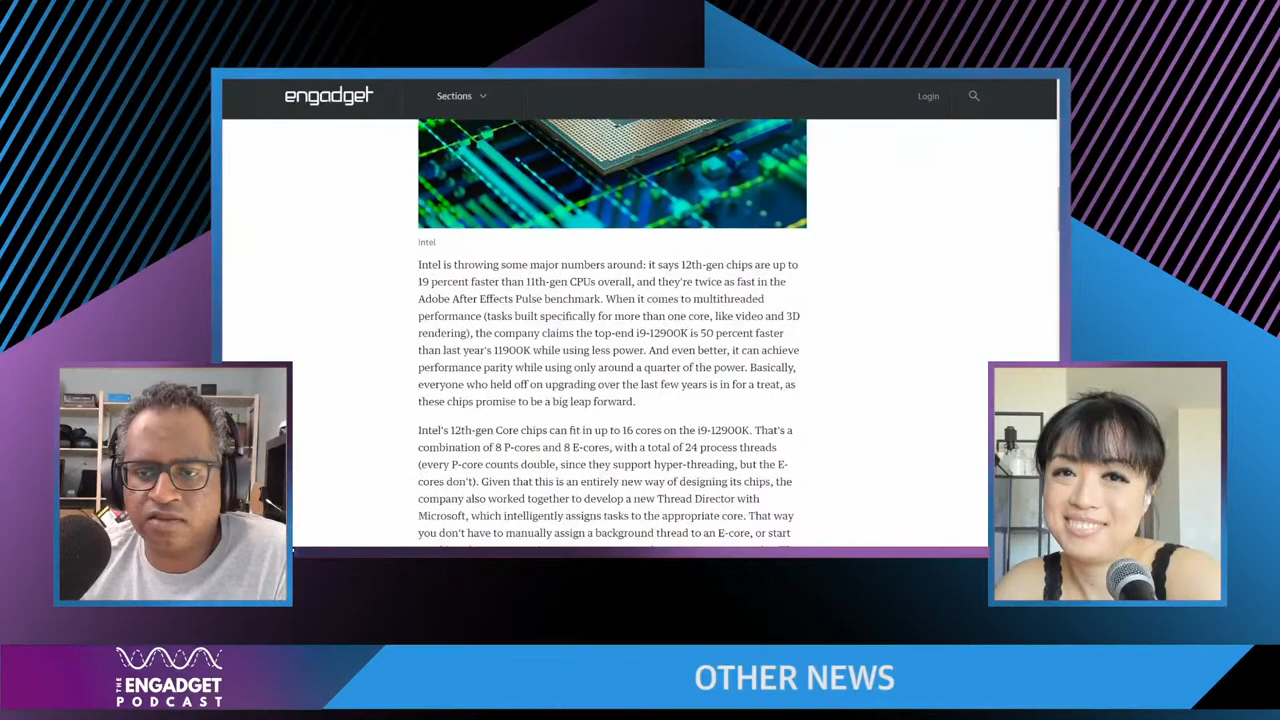 engadget
Sections
Login
Intel
Intel is throwing some major numbers around: it says 12th-gen chips are up to
19 percent faster than 11th-gen CPUs overall, and they're twice as fast in the
Adobe After Effects Pulse benchmark. When it comes to multithreaded
performance (tasks built specifically for more than one core, like video and 3D
rendering), the company claims the top-end i9-12900K is 50 percent faster
than last year's 11900K while using less power. And even better, it can achieve
performance parity while using only around a quarter of the power. Basically,
everyone who held off on upgrading over the last few years is in for a treat, as
these chips promise to be a big leap forward.
Intel's 12th-gen Core chips can fit in up to 16 cores on the i9-12900K. That's a
combination of 8 P-cores and 8 E-cores, with a total of 24 process threads
(every P-core counts double, since they support hyper-threading, but the E-
cores don't). Given that this is an entirely new way of designing its chips, the
company also worked together to develop a new Thread Director with
Microsoft, which intelligently assigns tasks to the appropriate core. That way
you don't have to manually assign a background thread to an E-core, or start
THE ENGADGET
PODCAST
OTHER NEWS